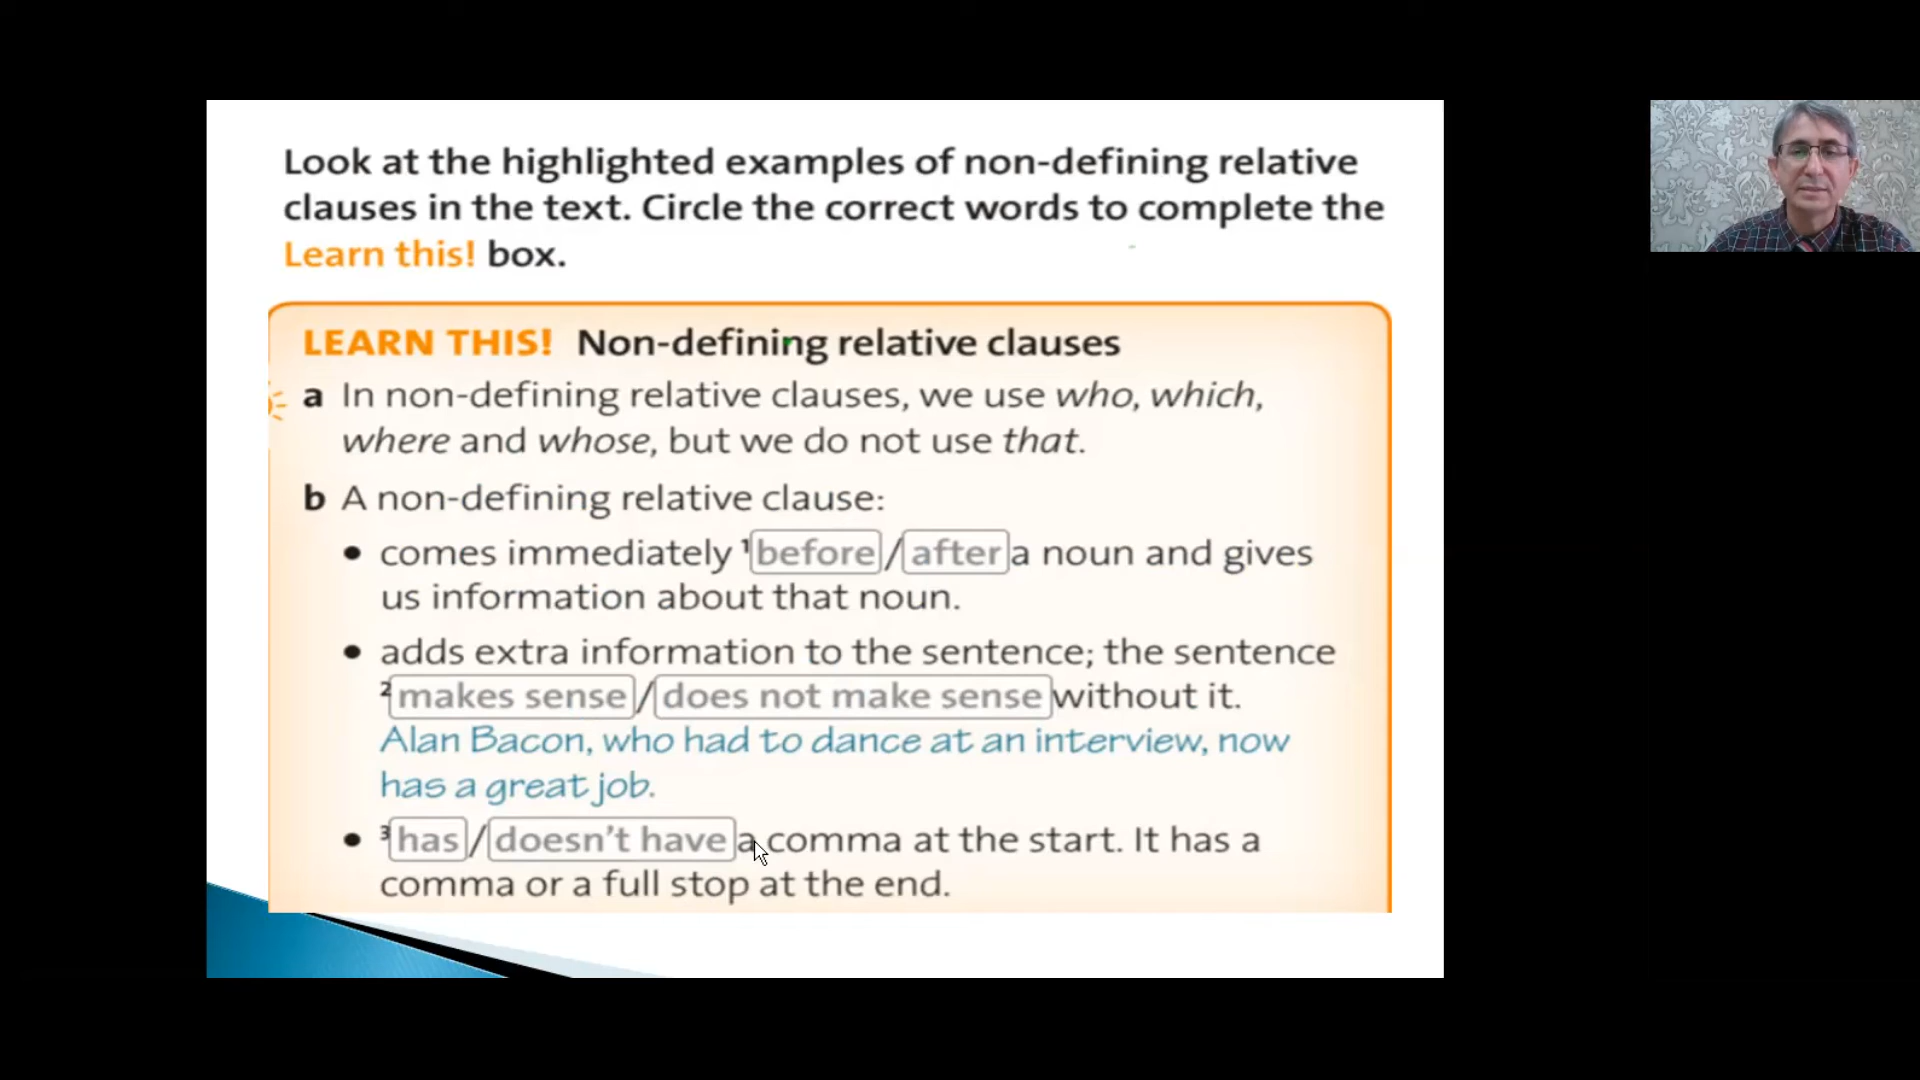 Look at the highlighted examples of non-defining relative
clauses in the text. Circle the correct words to complete the
Learn this! box.
LEARN THIS! Non-defining relative clauses
a In non-defining relative clauses, we use who, which,
where and whose, but we do not use that.
b A non-defining relative clause:
• comes immediately ¹before / after a noun and gives
us information about that noun.
• adds extra information to the sentence; the sentence
²makes sense / does not make sense without it.
Alan Bacon, who had to dance at an interview, now
has a great job.
• ³has / doesn't have a comma at the start. It has a
comma or a full stop at the end.